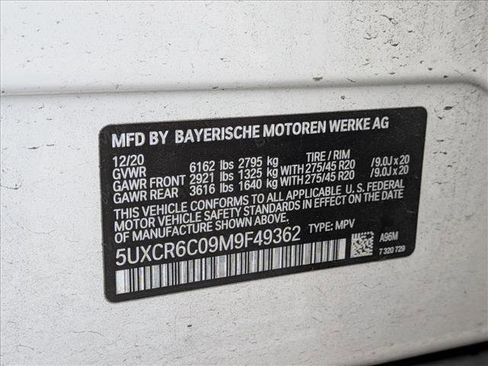 MFD BY BAYERISCHE MOTOREN WERKE AG
12/20 TIRE / RIM
GVWR 6162 lbs 2795 kg
GAWR FRONT 2921 lbs 1325 kg 275/45 R20 /9.0J x 20
GAWR REAR 3616 lbs 1640 kg 275/45 R20 /9.0J x 20
THIS VEHICLE CONFORMS TO ALL APPLICABLE U.S. FEDERAL
MOTOR VEHICLE SAFETY STANDARDS
IN EFFECT ON THE DATE OF MANUFACTURE SHOWN ABOVE.
5UXCR6C09M9F49362 TYPE: MPV
A96M
7 320 729